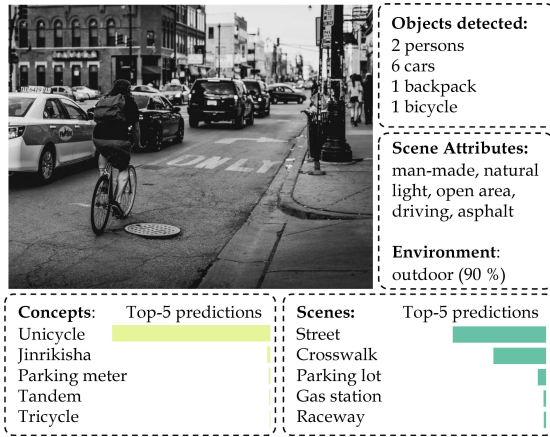 ONLY
Objects detected:
2 persons
6 cars
1 backpack
1 bicycle
Scene Attributes:
man-made, natural
light, open area,
driving, asphalt
Environment:
outdoor (90 %)
Concepts: Top-5 predictions
Unicycle
Jinrikisha
Parking meter
Tandem
Tricycle
Scenes: Top-5 predictions
Street
Crosswalk
Parking lot
Gas station
Raceway